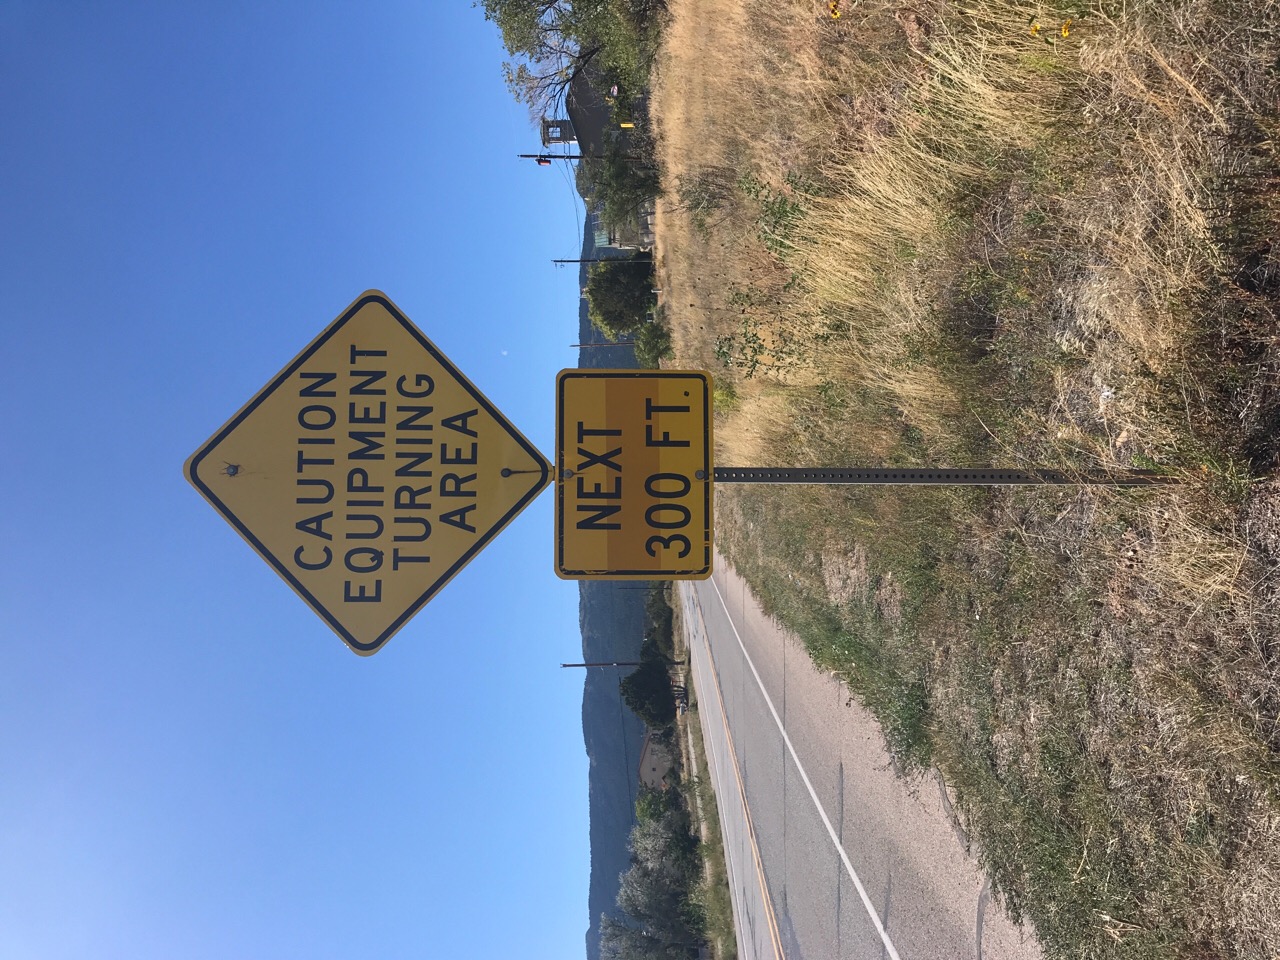 CAUTION
EQUIPMENT
TURNING
AREA
NEXT
300 FT.